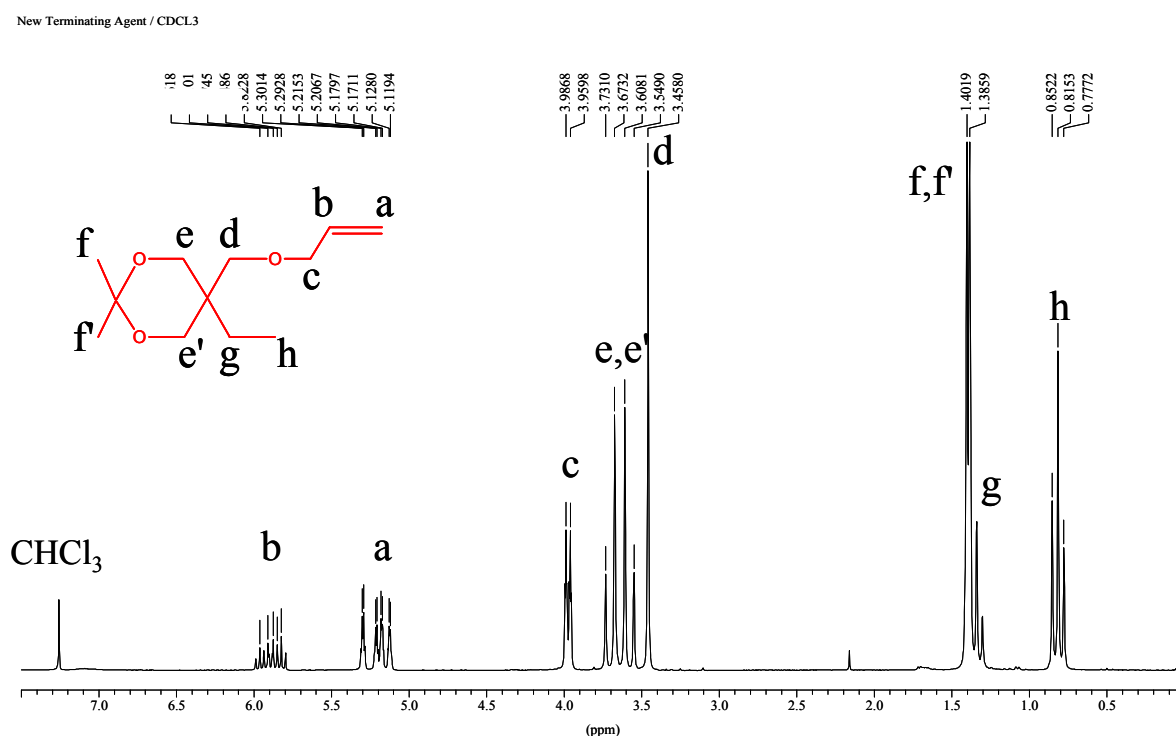 New Terminating Agent / CDCL3
5.3014
5.2928
5.2153
5.2067
5.1797
5.1711
5.1280
5.1194
3.9868
3.9598
3.7310
3.6732
3.6081
3.5490
3.4580
1.4019
1.3859
0.8522
0.8153
0.7772
d
f,f'
b
a
f
e
d
O
O
c
f'
O
e'
g
h
e,e'
h
c
g
CHCl3
b
a
7.0
6.5
6.0
5.5
5.0
4.5
4.0
3.5
3.0
2.5
2.0
1.5
1.0
0.5
(ppm)